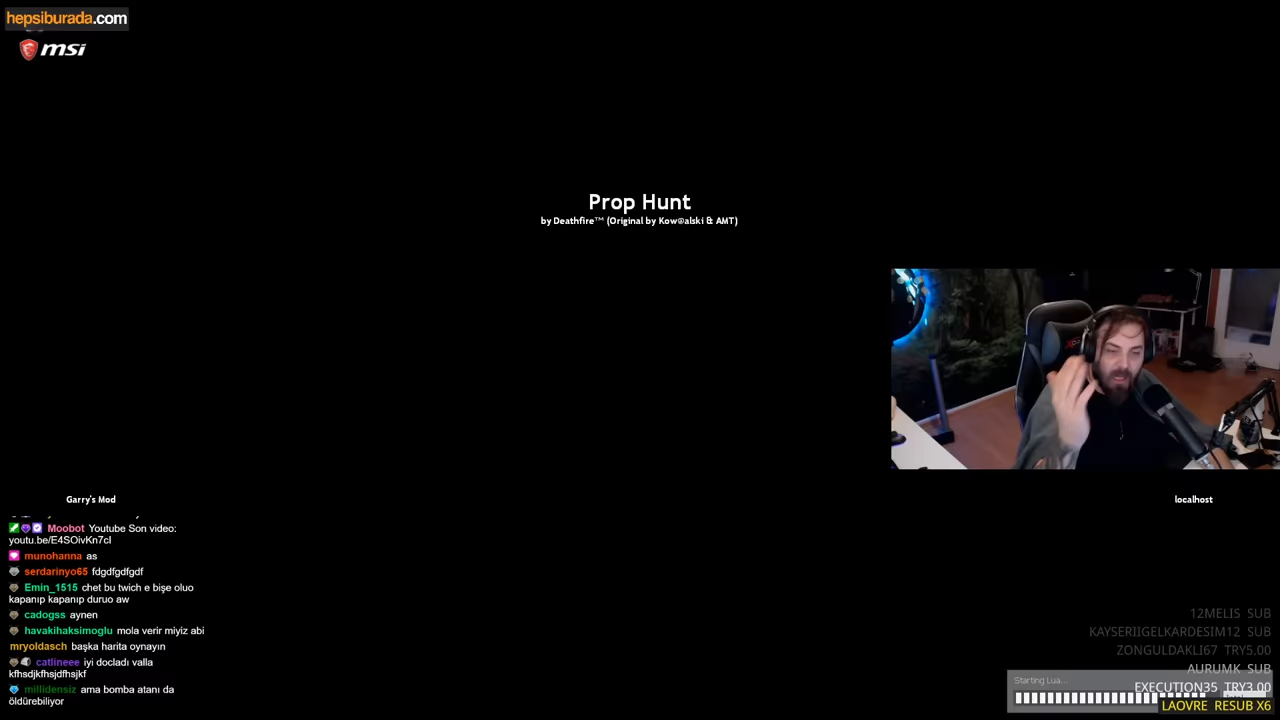 hepsiburada.com
msi
Prop Hunt
by Deathfire™ (Original by Kow@alski & AMT)
Garry's Mod
localhost
Moobot Youtube Son video:
youtu.be/E4SOivKn7cI
munohanna as
serdarinyo65 fdgdfgdfgdf
Emin_1515 chet bu twich e bişe oluo
kapanıp kapanıp duruo aw
cadogss aynen
havakihaksimoglu mola verir miyiz abi
mryoldasch başka harita oynayın
catlineee iyi docladı valla
kfhsdjkfhsjdfhsjkf
millidensiz ama bomba atanı da
öldürebiliyor
12MELIS SUB
KAYSERIIGELKARDESIM12 SUB
ZONGULDAKLI67 TRY5,00
AURUMK SUB
Starting Lua...
EXECUTION35 TRY3.00
LAOVRE RESUB X6